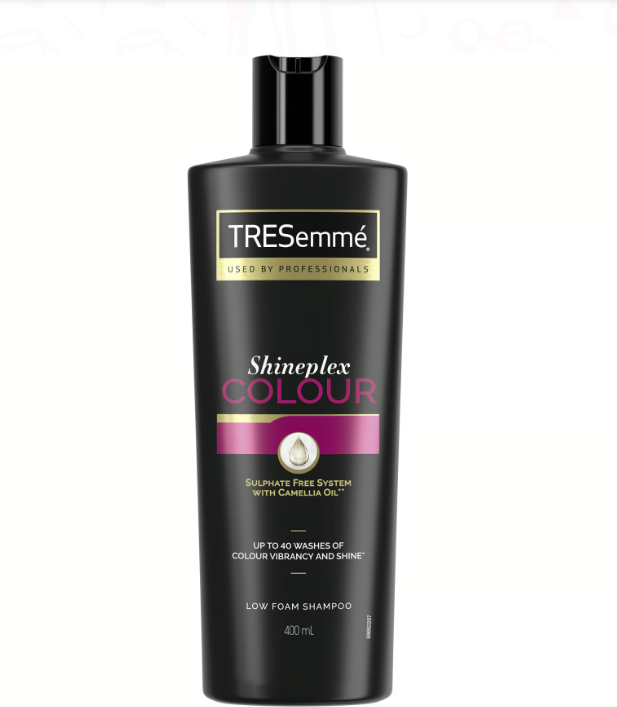 TRESemmé®
USED BY PROFESSIONALS
Shineplex
COLOUR
SULPHATE FREE SYSTEM
WITH CAMELLIA OIL**
UP TO 40 WASHES OF
COLOUR VIBRANCY AND SHINE*
LOW FOAM SHAMPOO
400 mL